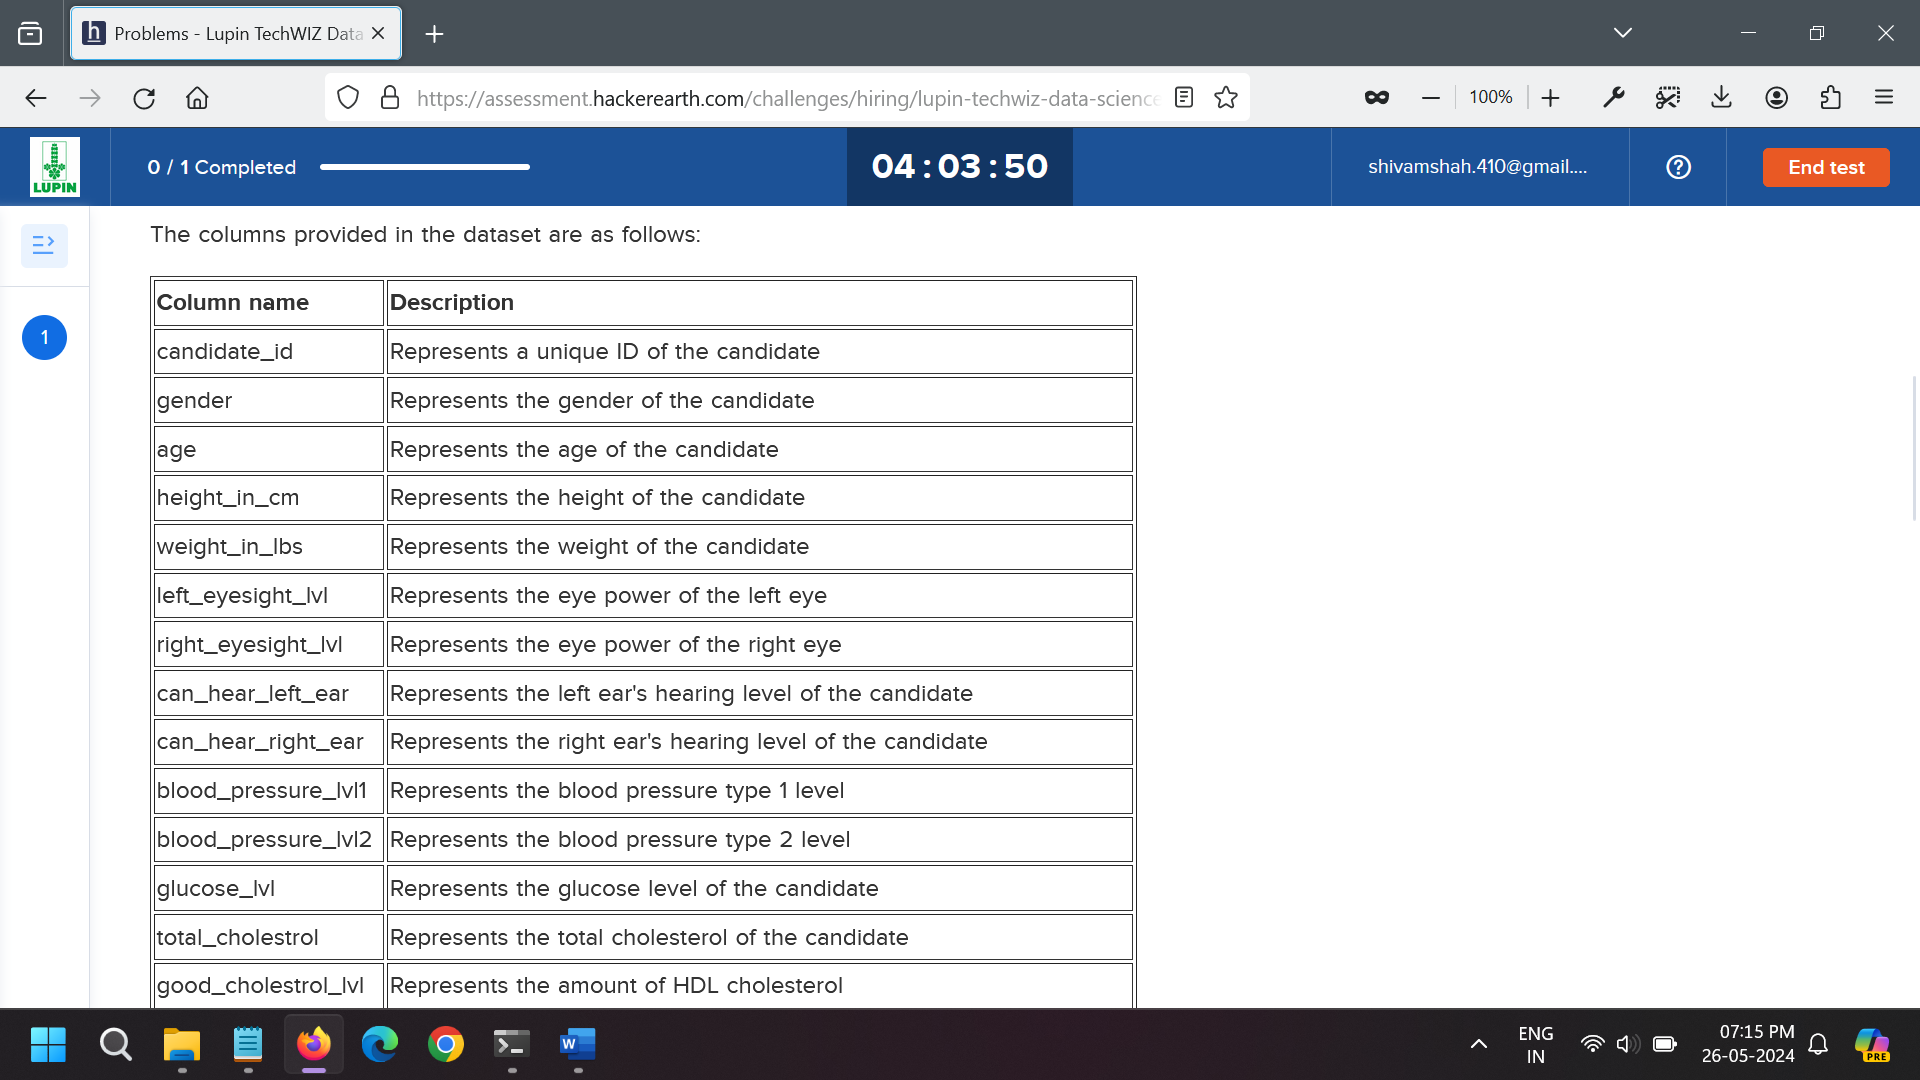 Problems - Lupin TechWIZ Data
https://assessment.hackerearth.com/challenges/hiring/lupin-techwiz-data-science
100%
LUPIN
0 / 1 Completed
04 : 03 : 50
shivamshah.410@gmail....
End test
The columns provided in the dataset are as follows:
1
Column name Description
candidate_id Represents a unique ID of the candidate
gender Represents the gender of the candidate
age Represents the age of the candidate
height_in_cm Represents the height of the candidate
weight_in_lbs Represents the weight of the candidate
left_eyesight_lvl Represents the eye power of the left eye
right_eyesight_lvl Represents the eye power of the right eye
can_hear_left_ear Represents the left ear's hearing level of the candidate
can_hear_right_ear Represents the right ear's hearing level of the candidate
blood_pressure_lvl1 Represents the blood pressure type 1 level
blood_pressure_lvl2 Represents the blood pressure type 2 level
glucose_lvl Represents the glucose level of the candidate
total_cholestrol Represents the total cholesterol of the candidate
good_cholestrol_lvl Represents the amount of HDL cholesterol
ENG
IN
07:15 PM
26-05-2024
PRE